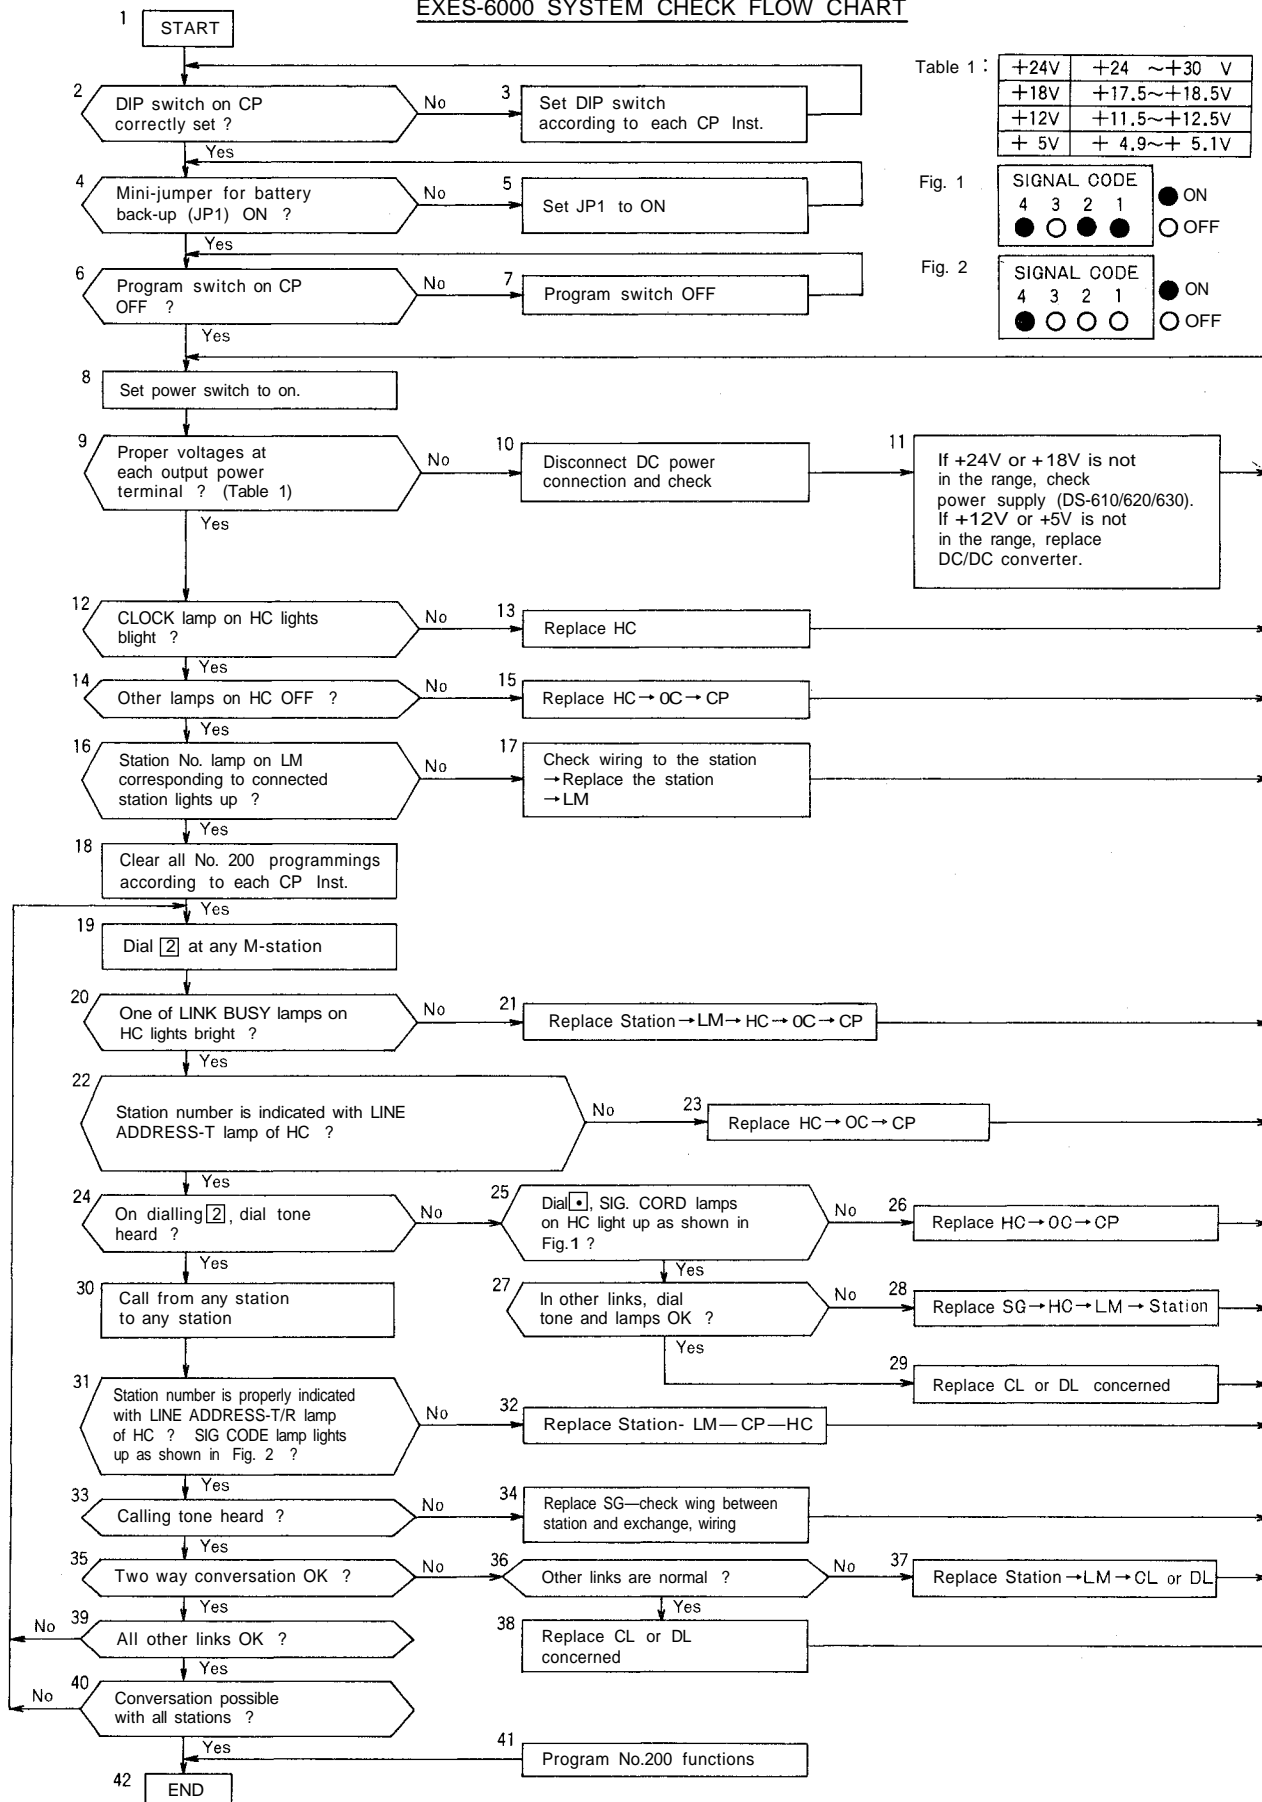 EXES-6000 SYSTEM CHECK FLOW CHART
1
START
Table 1 :
+24V +24 ~+30 V
+18V +17.5~+18.5V
+12V +11.5~+12.5V
+ 5V + 4.9~+ 5.1V
2
DIP switch on CP
correctly set ?
No
Yes
3
Set DIP switch
according to each CP Inst.
4
Mini-jumper for battery
back-up (JP1) ON ?
No
Yes
5
Set JP1 to ON
Fig. 1
SIGNAL CODE
4 3 2 1
ON
OFF
6
Program switch on CP
OFF ?
No
Yes
7
Program switch OFF
Fig. 2
SIGNAL CODE
4 3 2 1
ON
OFF
8
Set power switch to on.
9
Proper voltages at
each output power
terminal ? (Table 1)
No
Yes
10
Disconnect DC power
connection and check
11
If +24V or +18V is not
in the range, check
power supply (DS-610/620/630).
If +12V or +5V is not
in the range, replace
DC/DC converter.
12
CLOCK lamp on HC lights
blight ?
No
Yes
13
Replace HC
14
Other lamps on HC OFF ?
No
Yes
15
Replace HC→OC→CP
16
Station No. lamp on LM
corresponding to connected
station lights up ?
No
Yes
17
Check wiring to the station
→Replace the station
→LM
18
Clear all No. 200 programmings
according to each CP Inst.
Yes
19
Dial 2 at any M-station
20
One of LINK BUSY lamps on
HC lights bright ?
No
Yes
21
Replace Station→LM→HC→OC→CP
22
Station number is indicated with LINE
ADDRESS-T lamp of HC ?
No
Yes
23
Replace HC→OC→CP
24
On dialling 2, dial tone
heard ?
No
Yes
25
Dial •, SIG. CORD lamps
on HC light up as shown in
Fig.1 ?
No
Yes
26
Replace HC→OC→CP
27
In other links, dial
tone and lamps OK ?
No
Yes
28
Replace SG→HC→LM→Station
29
Replace CL or DL concerned
30
Call from any station
to any station
31
Station number is properly indicated
with LINE ADDRESS-T/R lamp
of HC ? SIG CODE lamp lights
up as shown in Fig. 2 ?
No
Yes
32
Replace Station- LM—CP—HC
33
Calling tone heard ?
No
Yes
34
Replace SG—check wing between
station and exchange, wiring
35
Two way conversation OK ?
No
Yes
36
Other links are normal ?
No
Yes
37
Replace Station→LM→CL or DL
38
Replace CL or DL
concerned
39
All other links OK ?
No
Yes
40
Conversation possible
with all stations ?
No
Yes
41
Program No.200 functions
42
END